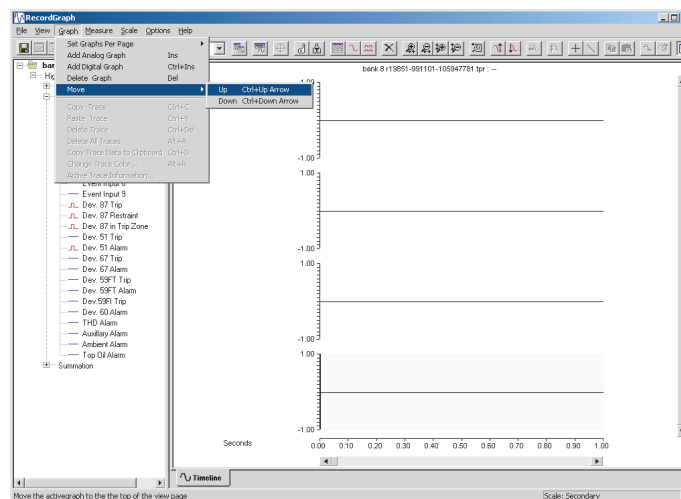 RecordGraph
File View Graph Measure Scale Options Help
Set Graphs Per Page
Add Analog Graph Ins
Add Digital Graph Ctrl+Ins
Delete Graph Del
Move
Up Ctrl+Up Arrow
Down Ctrl+Down Arrow
Copy Trace Ctrl+C
Paste Trace Ctrl+V
Delete Trace Ctrl+Del
Delete All Traces Alt+A
Copy Trace Data to Clipboard Ctrl+D
Change Trace Color... Alt+R
Active Trace Information...
Event Input 9
Dev. 87 Trip
Dev. 87 Restraint
Dev. 87 in Trip Zone
Dev. 51 Trip
Dev. 51 Alarm
Dev. 67 Trip
Dev. 67 Alarm
Dev. 59FT Trip
Dev. 59FT Alarm
Dev.59FI Trip
Dev. 60 Alarm
THD Alarm
Auxillary Alarm
Ambient Alarm
Top Oil Alarm
Summation
bank 8 r19851-991101-105947781.tpr : --
1.00
-1.00
1.00
-1.00
1.00
-1.00
1.00
-1.00
Seconds
0.00 0.10 0.20 0.30 0.40 0.50 0.60 0.70 0.80 0.90 1.00
Timeline
Move the activegraph to the the top of the view page
Scale: Secondary